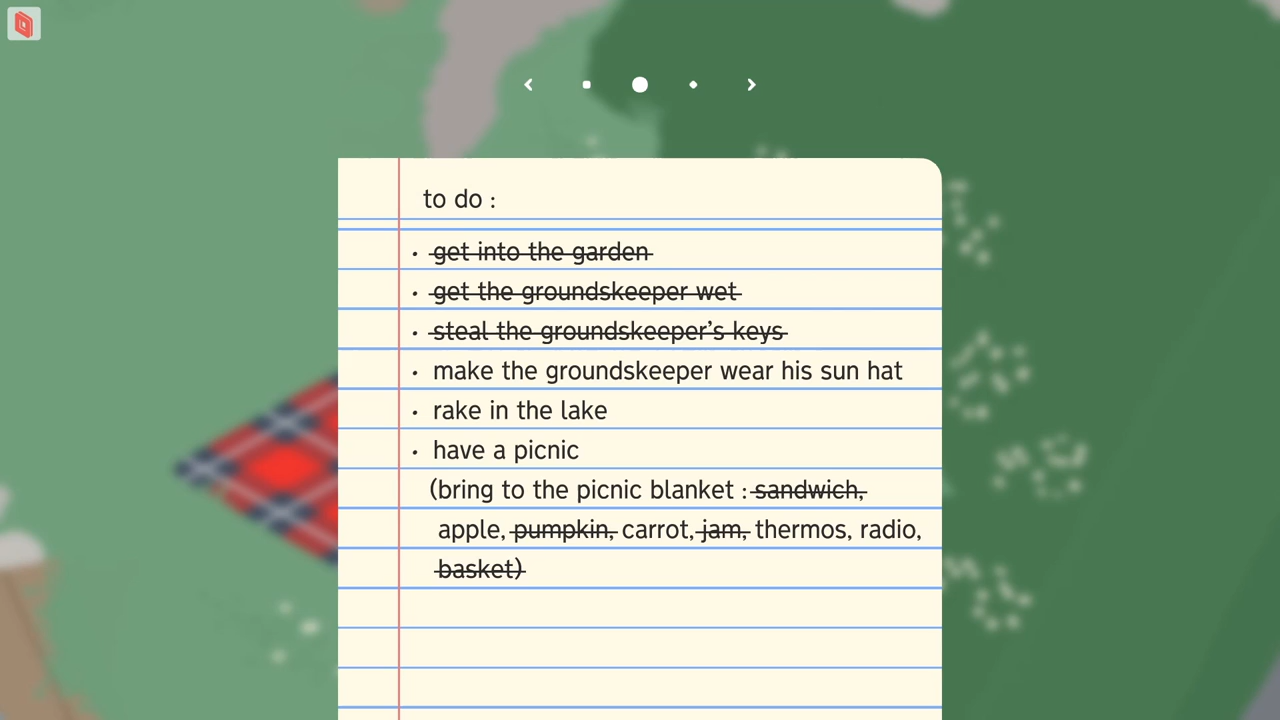 to do :
• get into the garden
• get the groundskeeper wet
• steal the groundskeeper’s keys
• make the groundskeeper wear his sun hat
• rake in the lake
• have a picnic
(bring to the picnic blanket : sandwich,
apple, pumpkin, carrot, jam, thermos, radio,
basket)